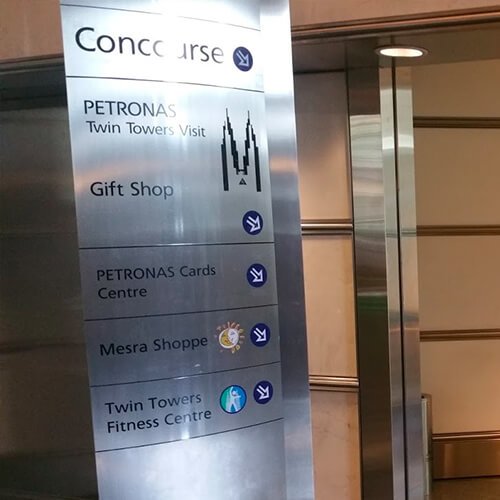 Concourse
PETRONAS
Twin Towers Visit
Gift Shop
PETRONAS Cards
Centre
Mesra Shoppe
Twin Towers
Fitness Centre